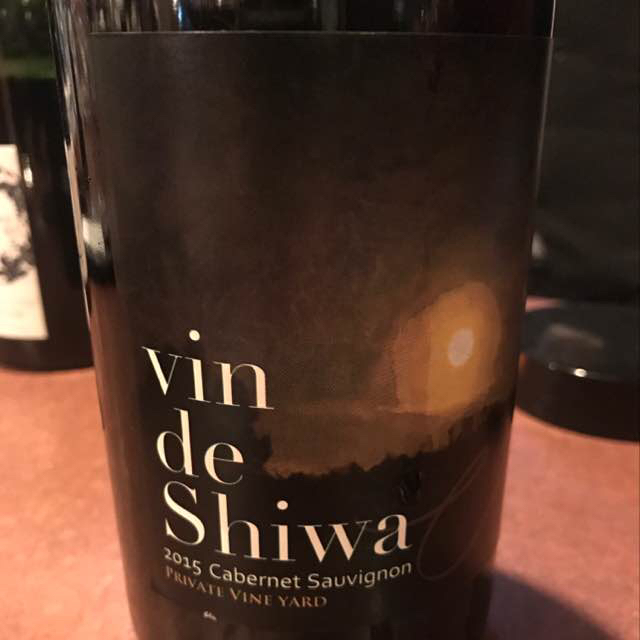 vin
de
Shiwa
2015 Cabernet Sauvignon
PRIVATE VINE YARD